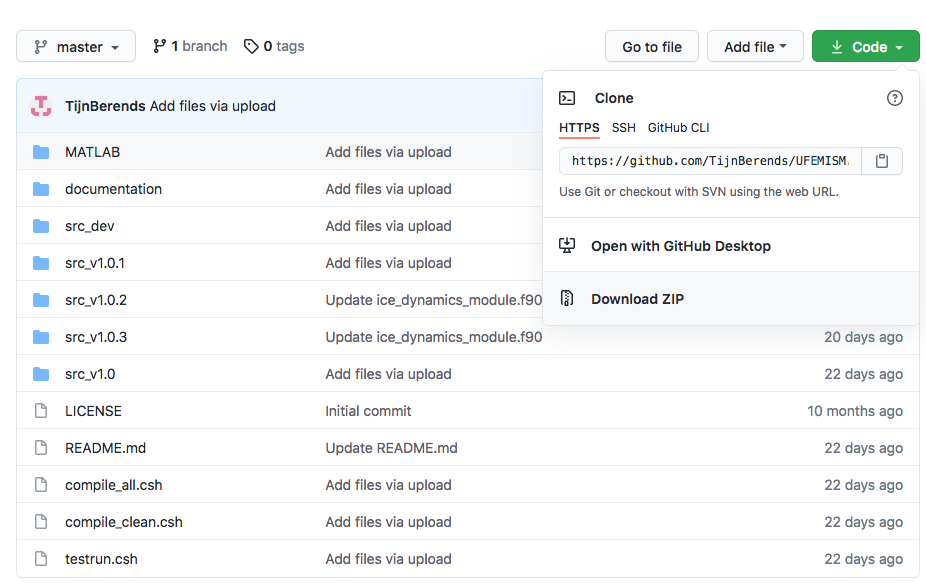 master 1 branch 0 tags Go to file Add file Code
TijnBerends Add files via upload
Clone
HTTPS SSH GitHub CLI
https://github.com/TijnBerends/UFEMISM.
Use Git or checkout with SVN using the web URL.
Open with GitHub Desktop
Download ZIP
MATLAB Add files via upload
documentation Add files via upload
src_dev Add files via upload
src_v1.0.1 Add files via upload
src_v1.0.2 Update ice_dynamics_module.f90
src_v1.0.3 Update ice_dynamics_module.f90 20 days ago
src_v1.0 Add files via upload 22 days ago
LICENSE Initial commit 10 months ago
README.md Update README.md 22 days ago
compile_all.csh Add files via upload 22 days ago
compile_clean.csh Add files via upload 22 days ago
testrun.csh Add files via upload 22 days ago